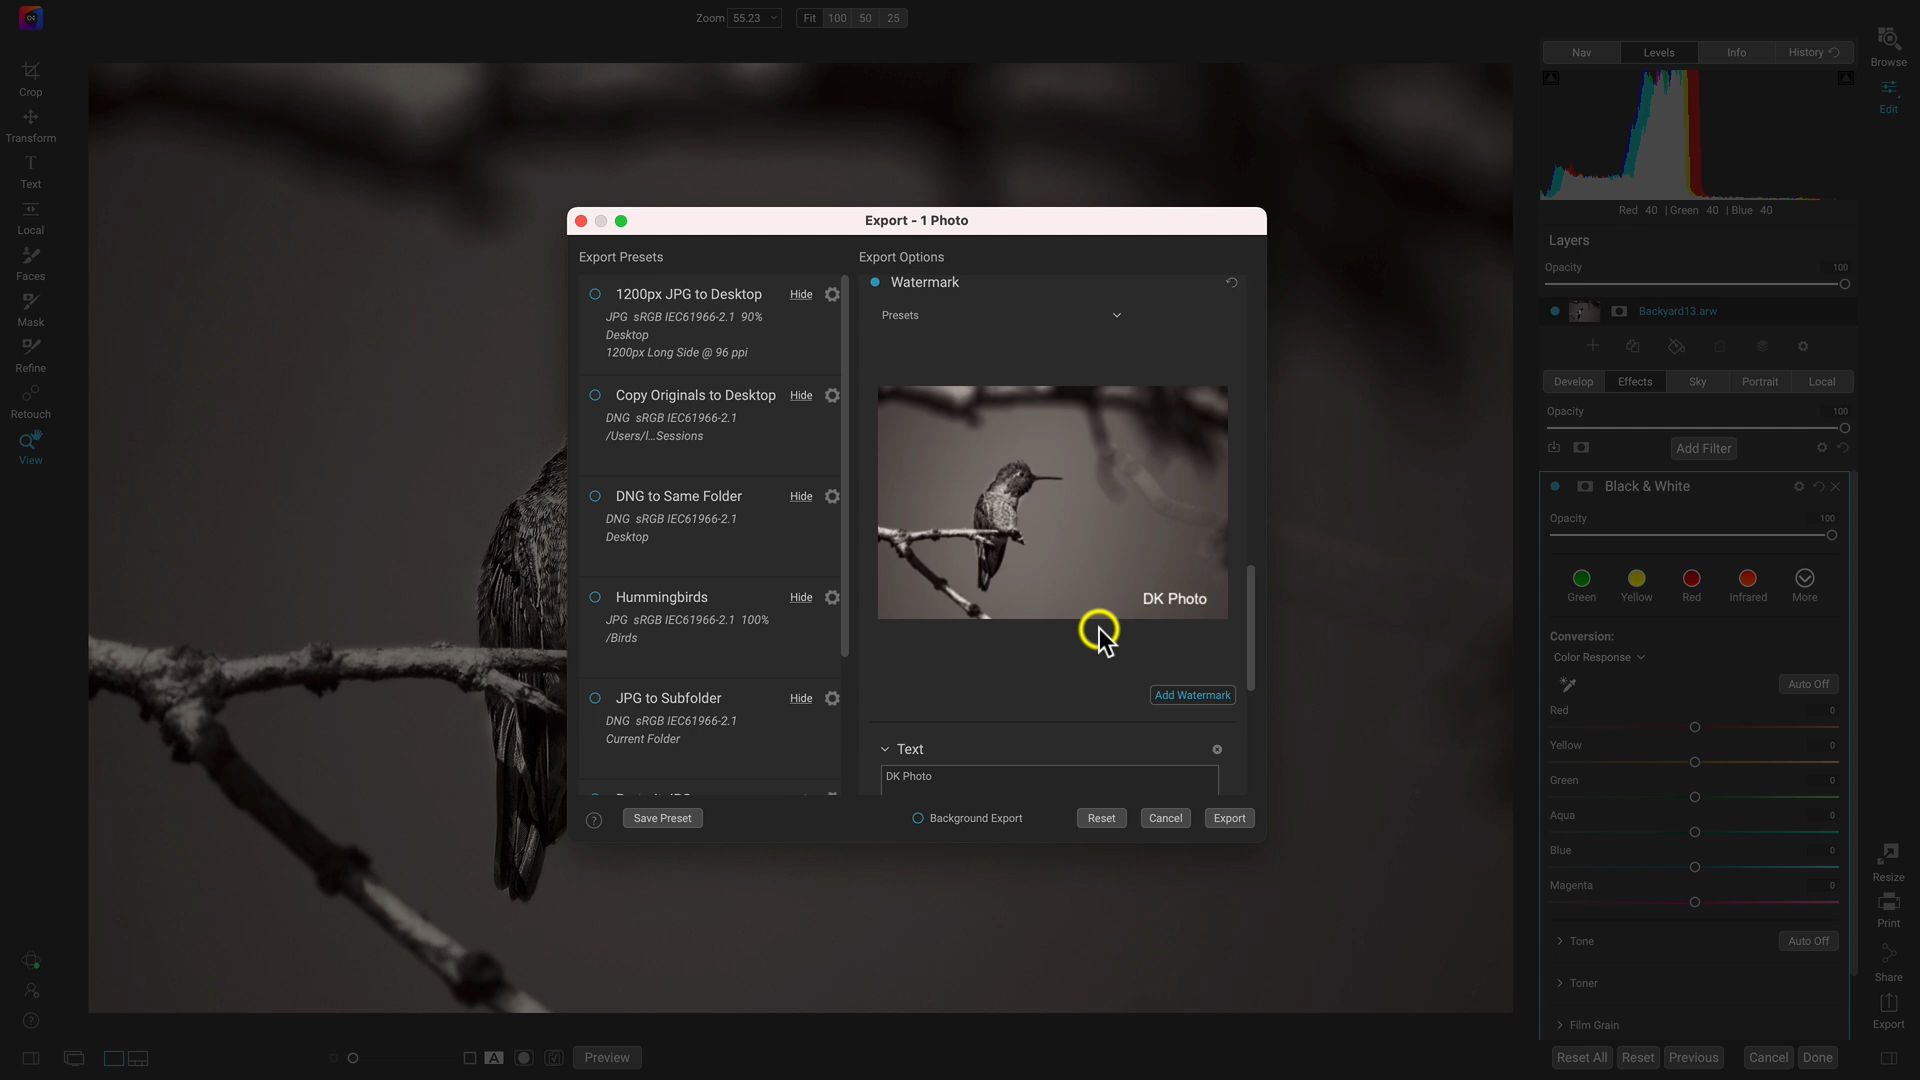 Zoom 55.23 Fit 100 50 25
Crop
Transform
Text
Local
Faces
Mask
Refine
Retouch
View
Export - 1 Photo
Export Presets
1200px JPG to Desktop Hide
JPG sRGB IEC61966-2.1 90%
Desktop
1200px Long Side @ 96 ppi
Copy Originals to Desktop Hide
DNG sRGB IEC61966-2.1
/Users/l...Sessions
DNG to Same Folder Hide
DNG sRGB IEC61966-2.1
Desktop
Hummingbirds Hide
JPG sRGB IEC61966-2.1 100%
/Birds
JPG to Subfolder Hide
DNG sRGB IEC61966-2.1
Current Folder
Save Preset
Export Options
Watermark
Presets
DK Photo
Add Watermark
Text
DK Photo
Background Export Reset Cancel Export
Nav Levels Info History
Red 40 | Green 40 | Blue 40
Layers
Opacity 100
Backyard13.arw
Develop Effects Sky Portrait Local
Opacity 100
Add Filter
Black & White
Opacity 100
Green Yellow Red Infrared More
Conversion:
Color Response
Auto Off
Red 0
Yellow 0
Green 0
Aqua 0
Blue 0
Magenta 0
Tone Auto Off
Toner
Film Grain
Browse
Edit
Resize
Print
Share
Export
A Preview
Reset All Reset Previous Cancel Done